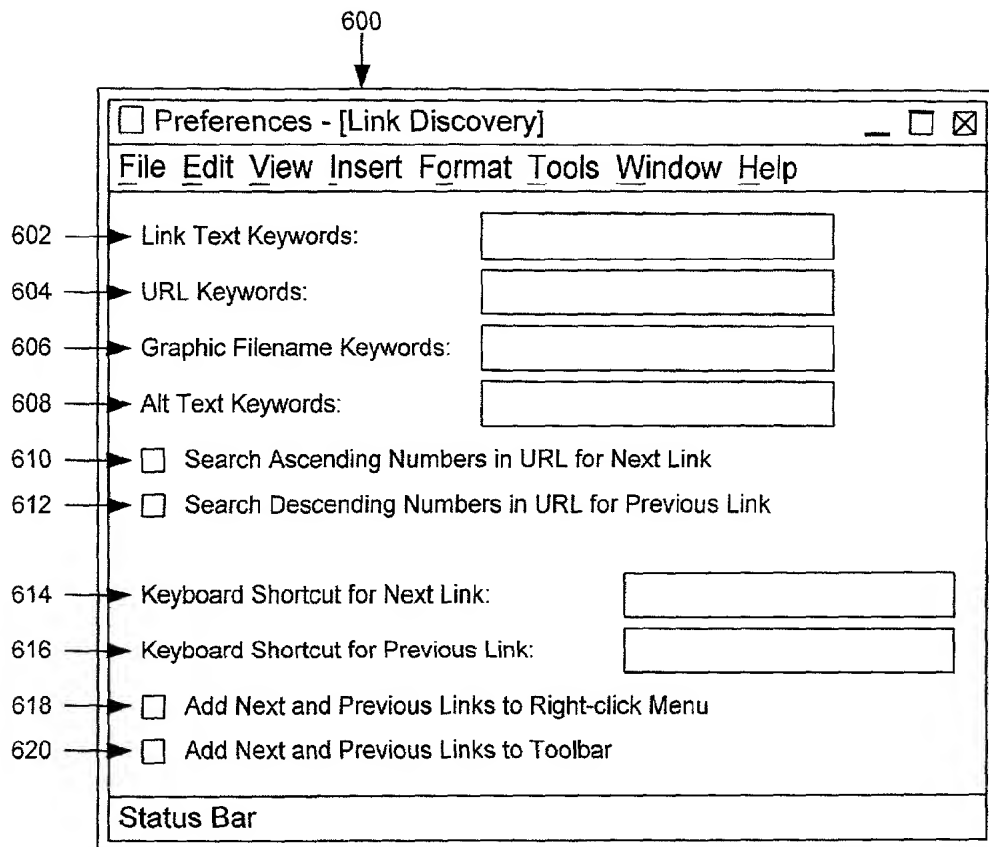 600
Preferences - [Link Discovery]
File Edit View Insert Format Tools Window Help
602 Link Text Keywords:
604 URL Keywords:
606 Graphic Filename Keywords:
608 Alt Text Keywords:
610 Search Ascending Numbers in URL for Next Link
612 Search Descending Numbers in URL for Previous Link
614 Keyboard Shortcut for Next Link:
616 Keyboard Shortcut for Previous Link:
618 Add Next and Previous Links to Right-click Menu
620 Add Next and Previous Links to Toolbar
Status Bar